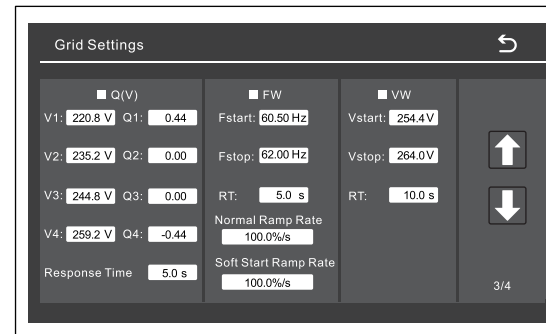 Grid Settings
Q(V)
V1: 220.8 V Q1: 0.44
V2: 235.2 V Q2: 0.00
V3: 244.8 V Q3: 0.00
V4: 259.2 V Q4: -0.44
Response Time 5.0 s
FW
Fstart: 60.50 Hz
Fstop: 62.00 Hz
RT: 5.0 s
Normal Ramp Rate
100.0%/s
Soft Start Ramp Rate
100.0%/s
VW
Vstart: 254.4V
Vstop: 264.0V
RT: 10.0 s
3/4